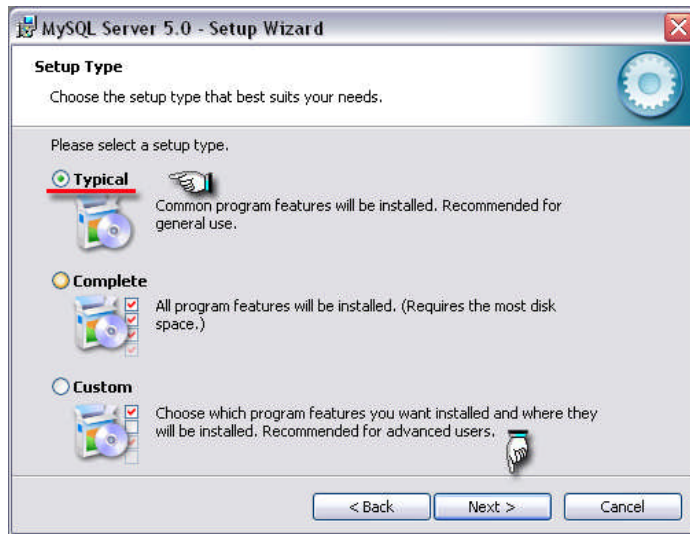 MySQL Server 5.0 - Setup Wizard
Setup Type
Choose the setup type that best suits your needs.
Please select a setup type.
Typical
Common program features will be installed. Recommended for
general use.
Complete
All program features will be installed. (Requires the most disk
space.)
Custom
Choose which program features you want installed and where they
will be installed. Recommended for advanced users.
< Back
Next >
Cancel